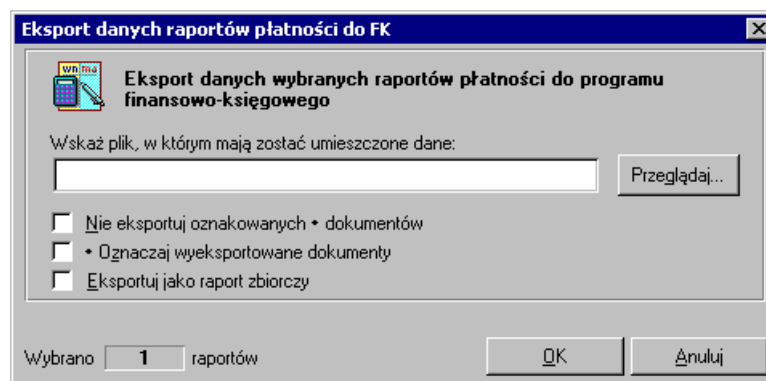 Eksport danych raportów płatności do FK
wn ma
Eksport danych wybranych raportów płatności do programu
finansowo-księgowego
Wskaż plik, w którym mają zostać umieszczone dane:
Przeglądaj...
Nie eksportuj oznakowanych • dokumentów
• Oznaczaj wyeksportowane dokumenty
Eksportuj jako raport zbiorczy
Wybrano 1 raportów OK Anuluj